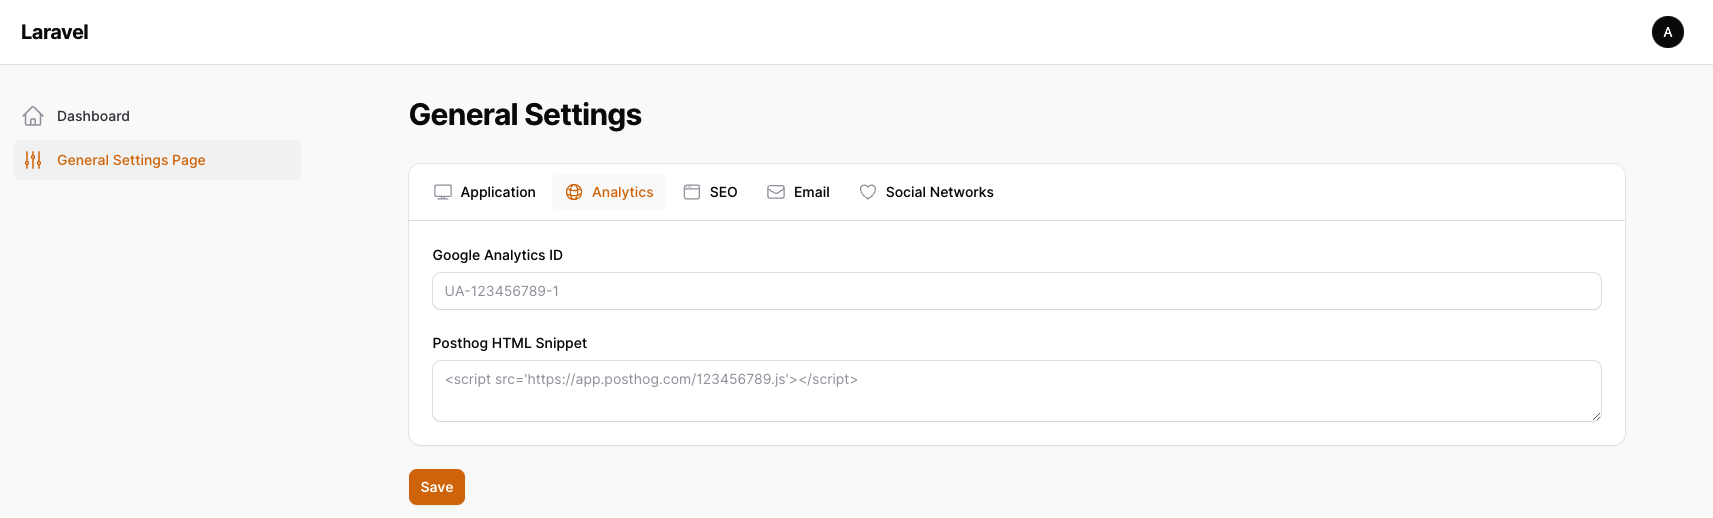 Laravel
A
Dashboard
General Settings Page
General Settings
Application Analytics SEO Email Social Networks
Google Analytics ID
UA-123456789-1
Posthog HTML Snippet
<script src='https://app.posthog.com/123456789.js'></script>
Save